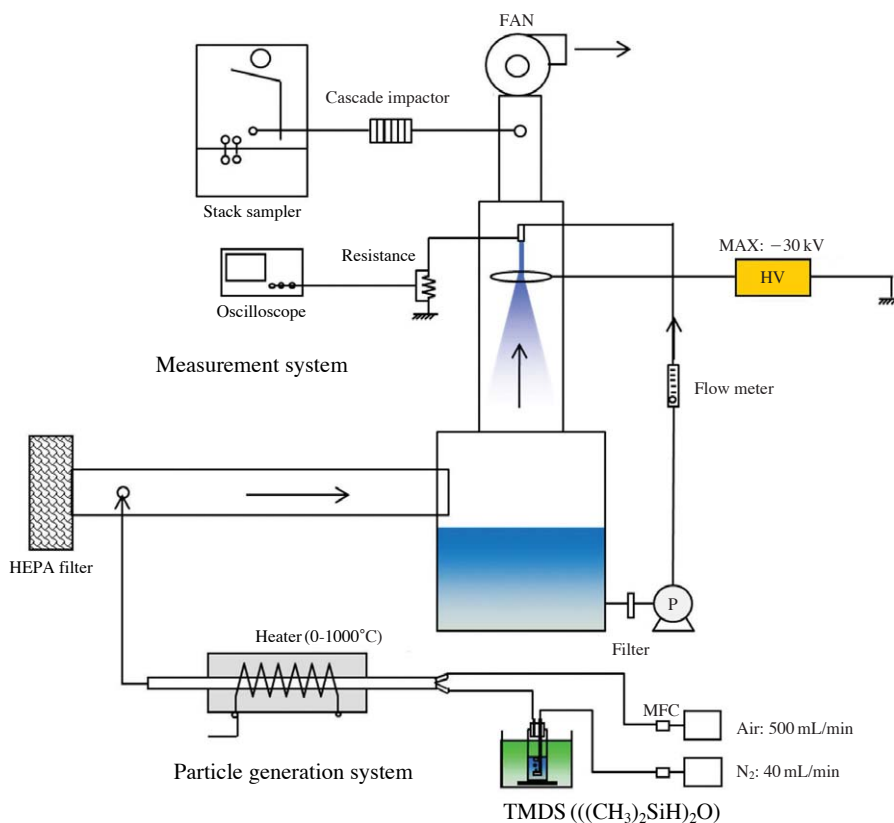 FAN
Cascade impactor
Stack sampler
MAX: −30 kV
Resistance
HV
Oscilloscope
Measurement system
Flow meter
HEPA filter
P
Heater (0-1000°C)
Filter
MFC
Air: 500 mL/min
Particle generation system
N₂: 40 mL/min
TMDS (((CH₃)₂SiH)₂O)